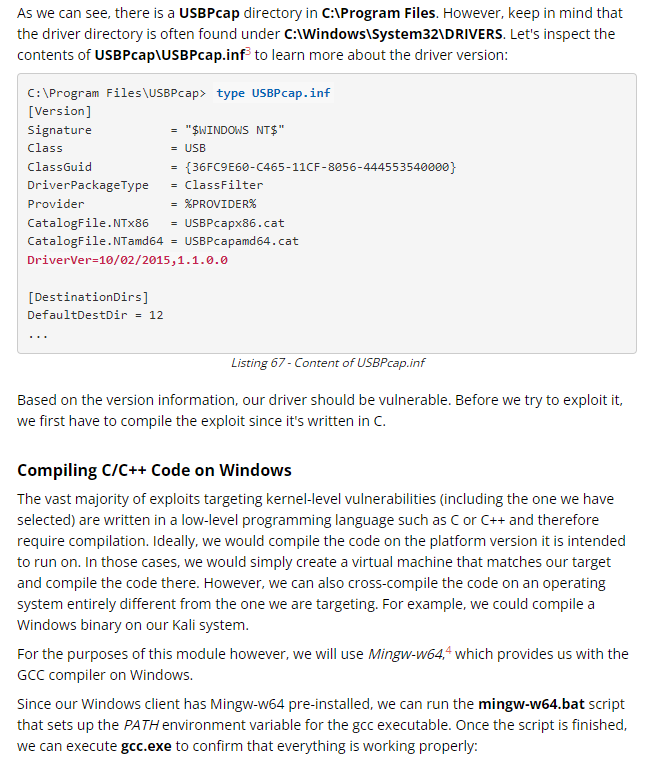 As we can see, there is a USBPcap directory in C:\Program Files. However, keep in mind that
the driver directory is often found under C:\Windows\System32\DRIVERS. Let's inspect the
contents of USBPcap\USBPcap.inf3 to learn more about the driver version:
C:\Program Files\USBPcap> type USBPcap.inf
[Version]
Signature = "$WINDOWS NT$"
Class = USB
ClassGuid = {36FC9E60-C465-11CF-8056-444553540000}
DriverPackageType = ClassFilter
Provider = %PROVIDER%
CatalogFile.NTx86 = USBPcapx86.cat
CatalogFile.NTamd64 = USBPcapamd64.cat
DriverVer=10/02/2015,1.1.0.0
[DestinationDirs]
DefaultDestDir = 12
...
Listing 67 - Content of USBPcap.inf
Based on the version information, our driver should be vulnerable. Before we try to exploit it,
we first have to compile the exploit since it's written in C.
Compiling C/C++ Code on Windows
The vast majority of exploits targeting kernel-level vulnerabilities (including the one we have
selected) are written in a low-level programming language such as C or C++ and therefore
require compilation. Ideally, we would compile the code on the platform version it is intended
to run on. In those cases, we would simply create a virtual machine that matches our target
and compile the code there. However, we can also cross-compile the code on an operating
system entirely different from the one we are targeting. For example, we could compile a
Windows binary on our Kali system.
For the purposes of this module however, we will use Mingw-w64,4 which provides us with the
GCC compiler on Windows.
Since our Windows client has Mingw-w64 pre-installed, we can run the mingw-w64.bat script
that sets up the PATH environment variable for the gcc executable. Once the script is finished,
we can execute gcc.exe to confirm that everything is working properly: